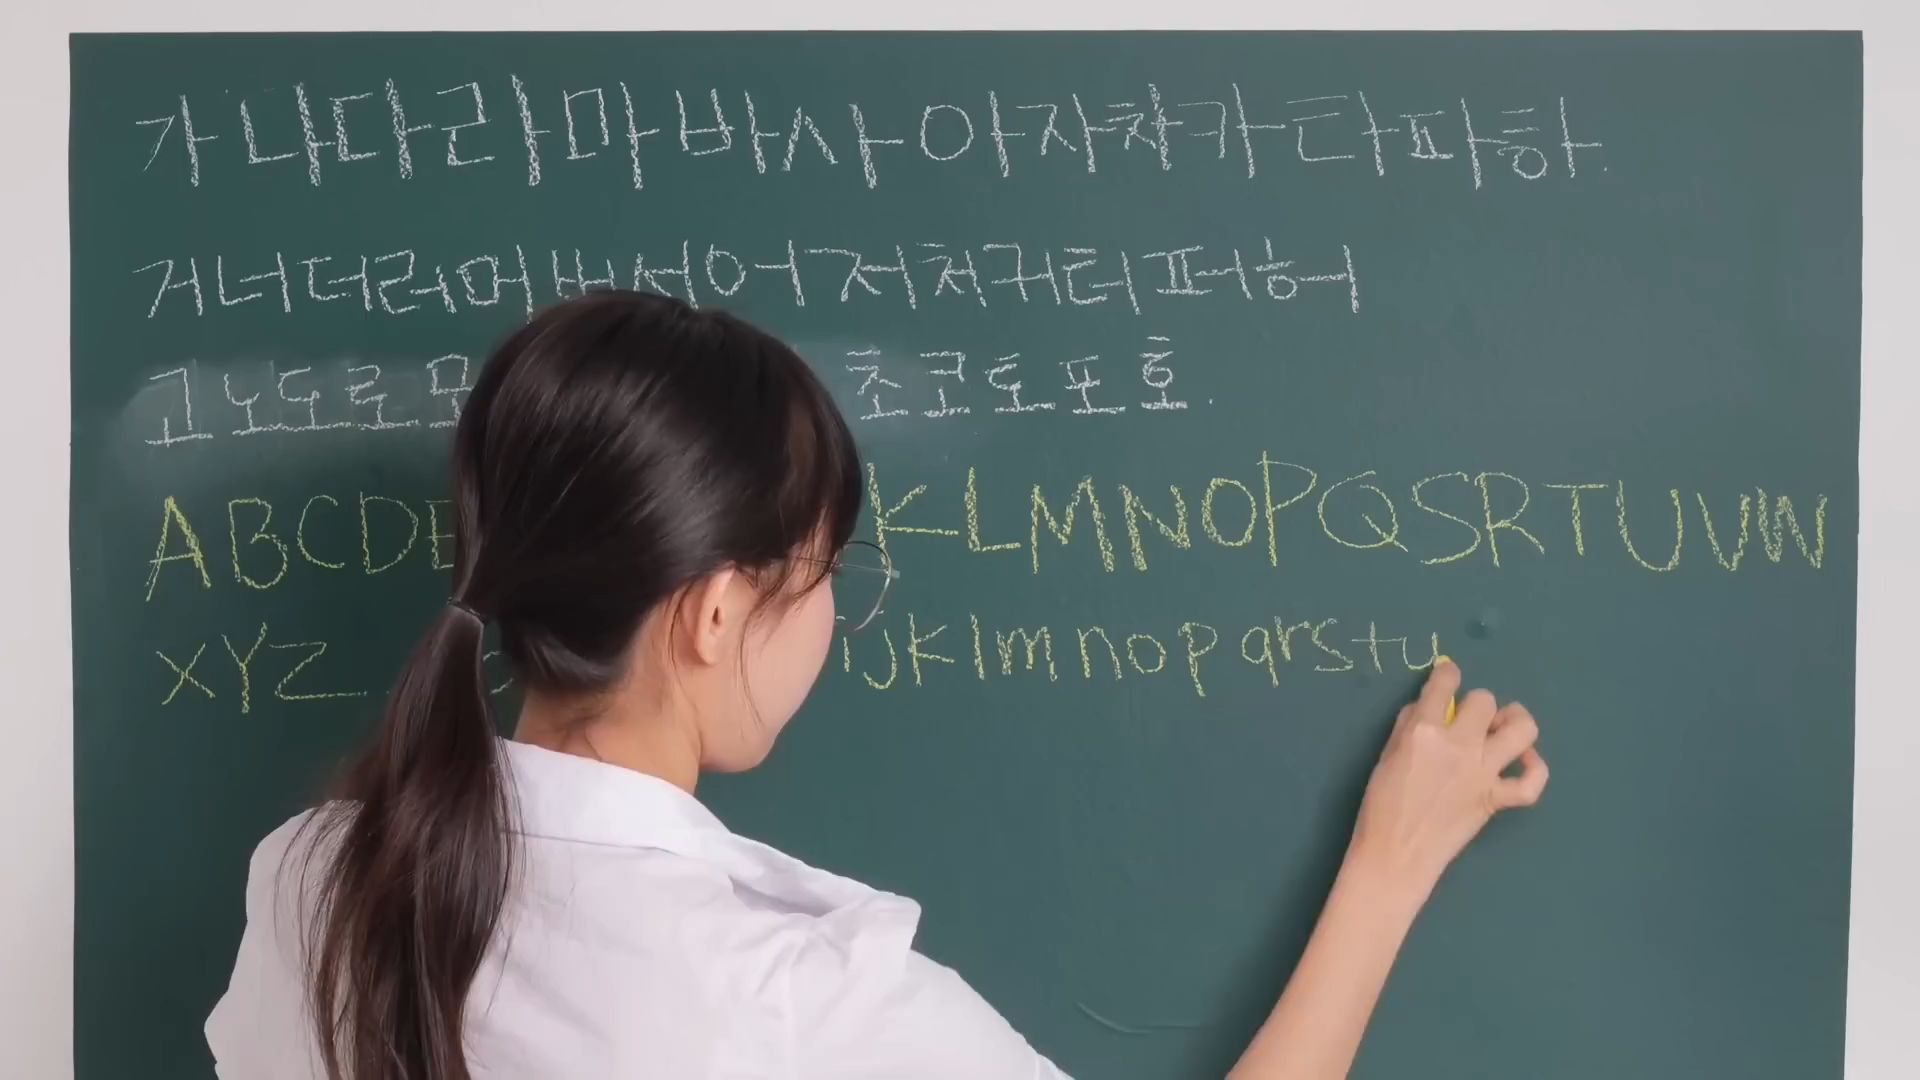 가나다라마바사아자차카타파하.
거너더러머버서어저처커터퍼허
고노도로모 초코토포호.
ABCDE KLMNOPQSRTUVW
XYZ ijklmnopqrstu